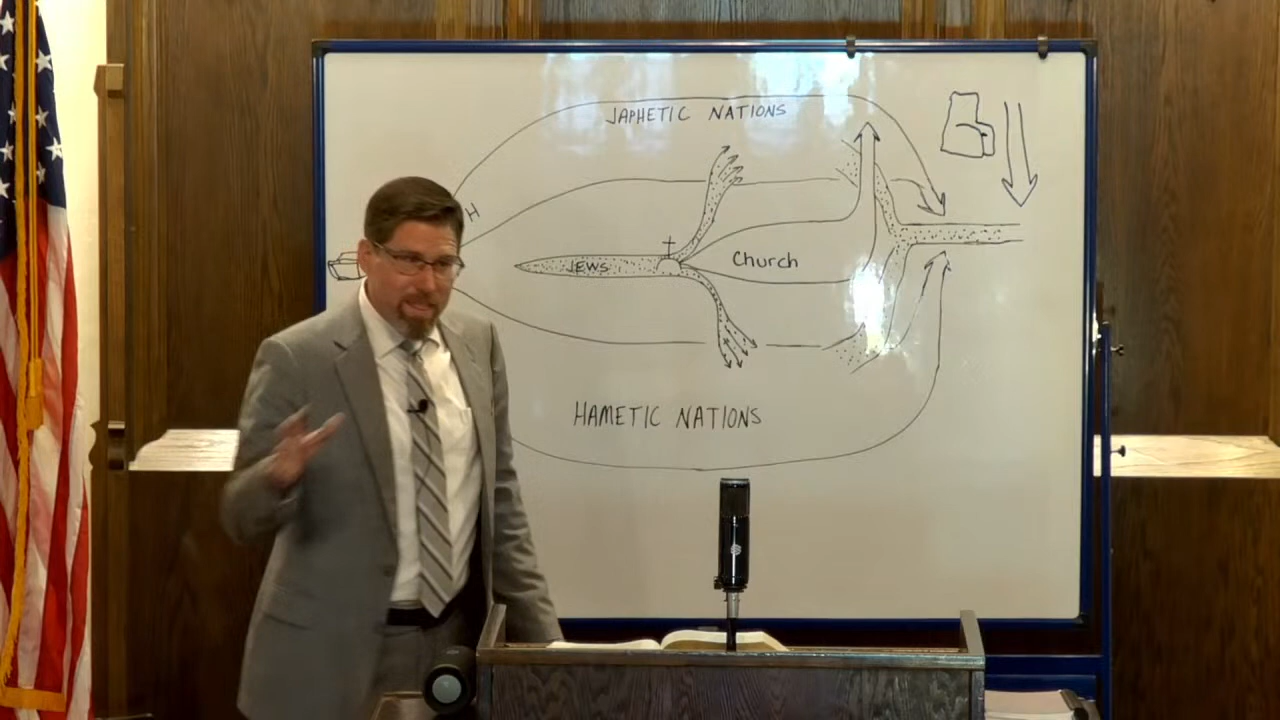 JAPHETIC NATIONS
H
JEWS
Church
HAMETIC NATIONS